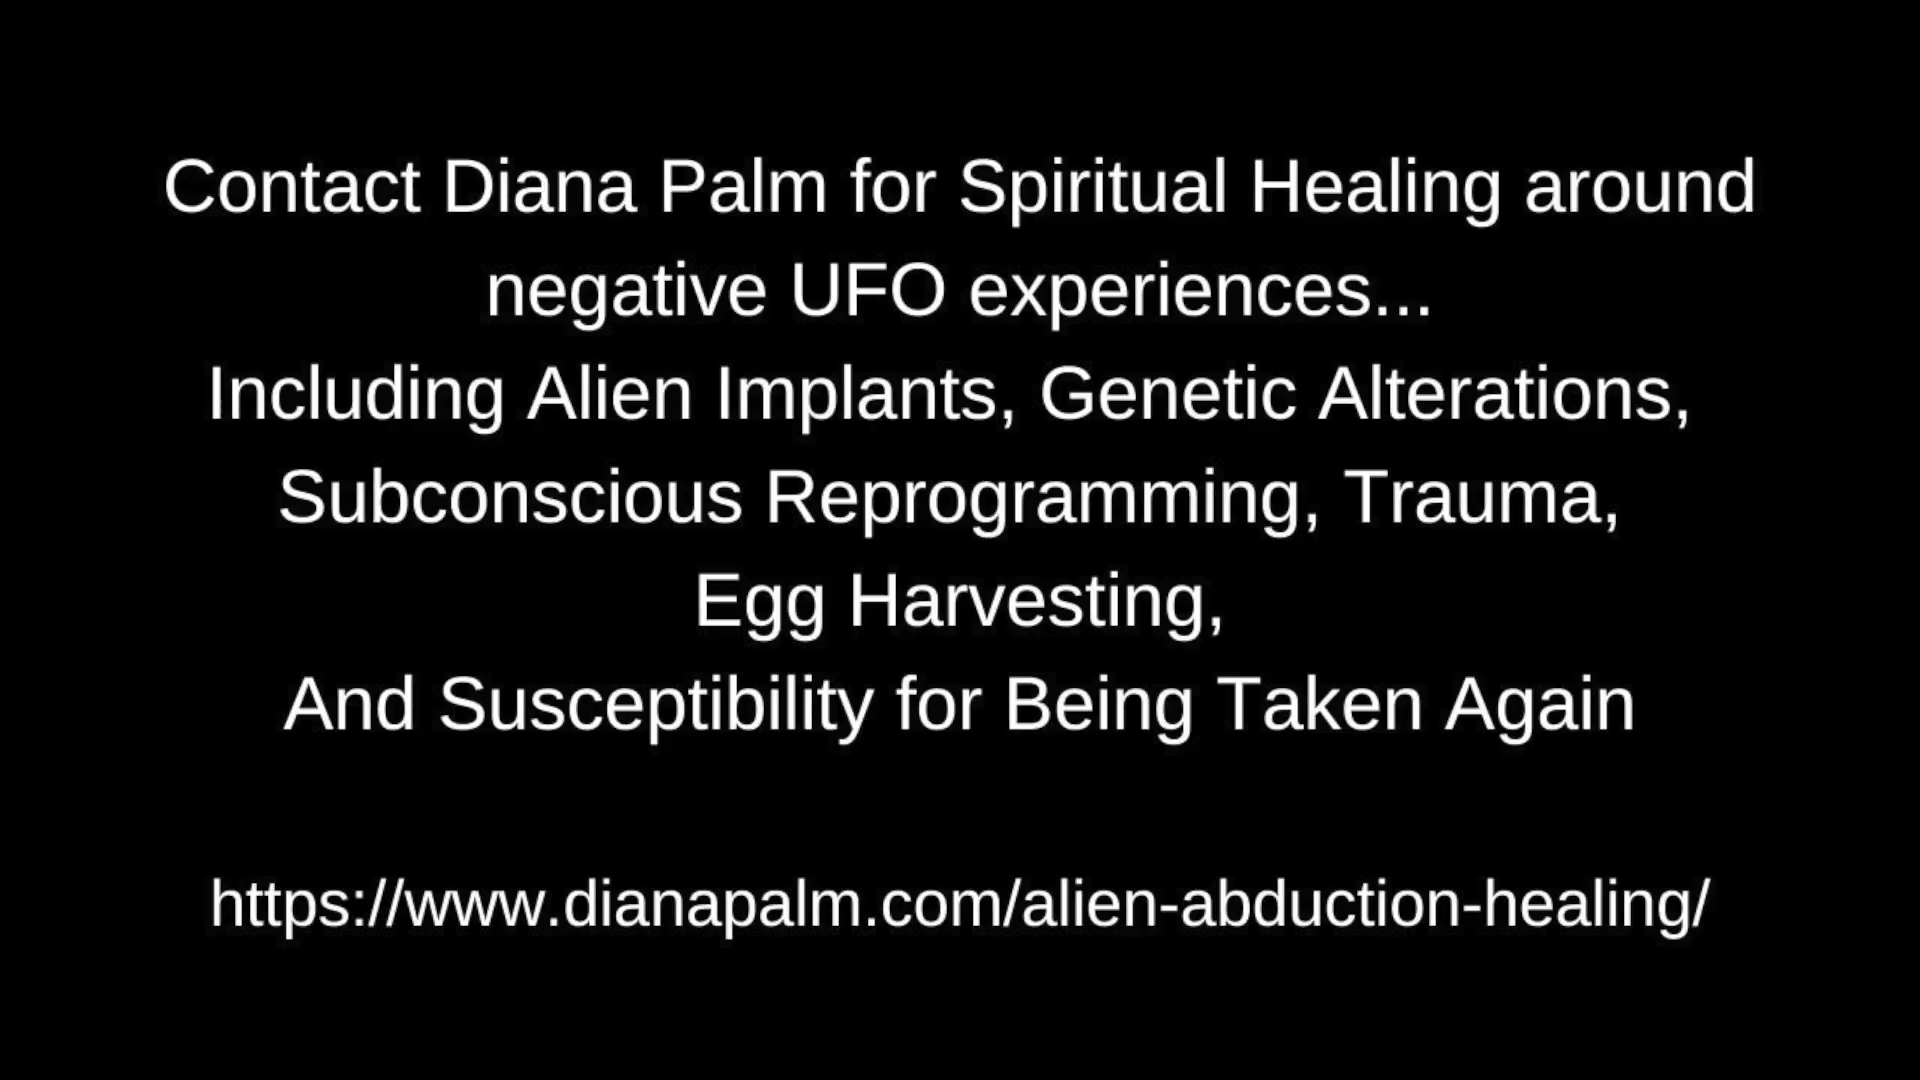 Contact Diana Palm for Spiritual Healing around
negative UFO experiences...
Including Alien Implants, Genetic Alterations,
Subconscious Reprogramming, Trauma,
Egg Harvesting,
And Susceptibility for Being Taken Again
https://www.dianapalm.com/alien-abduction-healing/